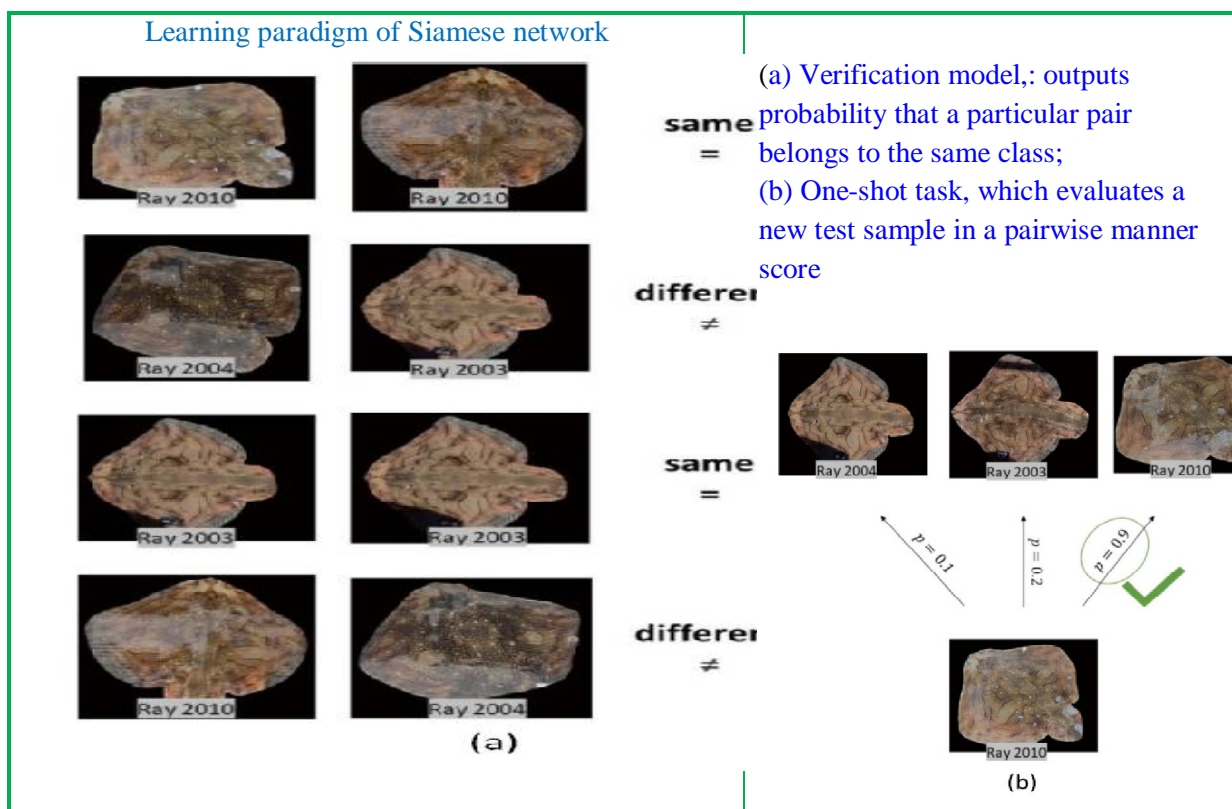 Learning paradigm of Siamese network
Ray 2010
Ray 2010
same
=
Ray 2004
Ray 2003
differen
≠
Ray 2003
Ray 2003
same
=
Ray 2010
Ray 2004
differen
≠
(a)
(a) Verification model,: outputs
probability that a particular pair
belongs to the same class;
(b) One-shot task, which evaluates a
new test sample in a pairwise manner
score
Ray 2004
Ray 2003
Ray 2010
p = 0.1
p = 0.2
p = 0.9
Ray 2010
(b)